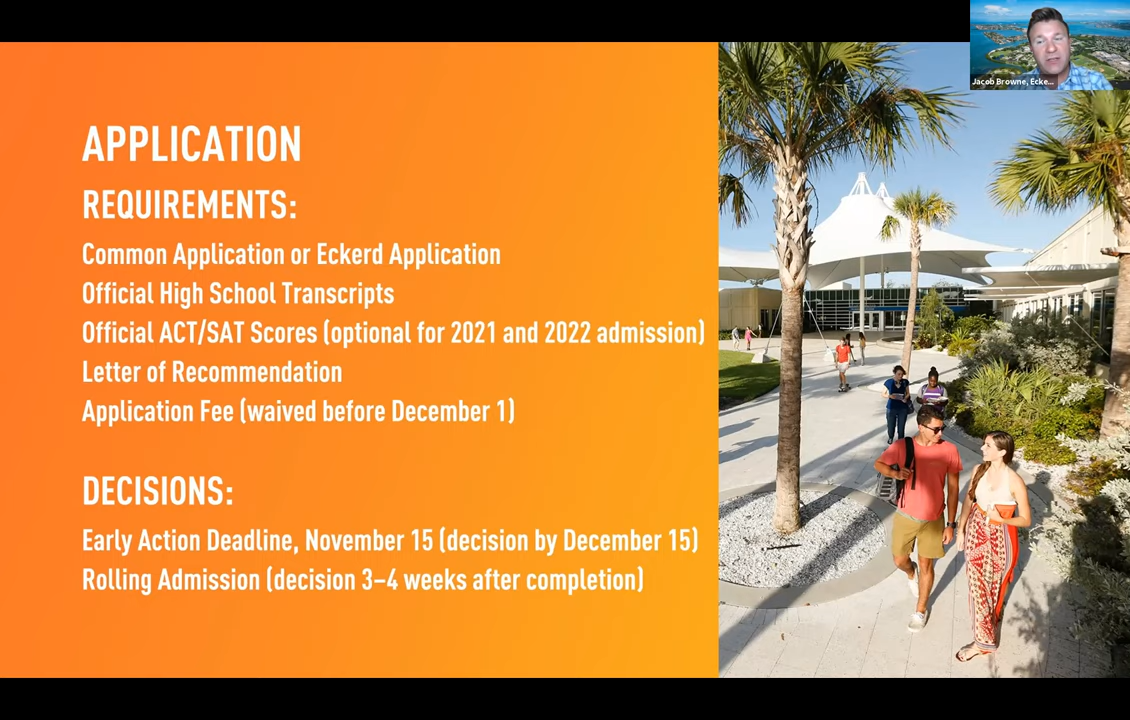 APPLICATION
REQUIREMENTS:
Common Application or Eckerd Application
Official High School Transcripts
Official ACT/SAT Scores (optional for 2021 and 2022 admission)
Letter of Recommendation
Application Fee (waived before December 1)
DECISIONS:
Early Action Deadline, November 15 (decision by December 15)
Rolling Admission (decision 3–4 weeks after completion)
Jacob Browne, Ecke...